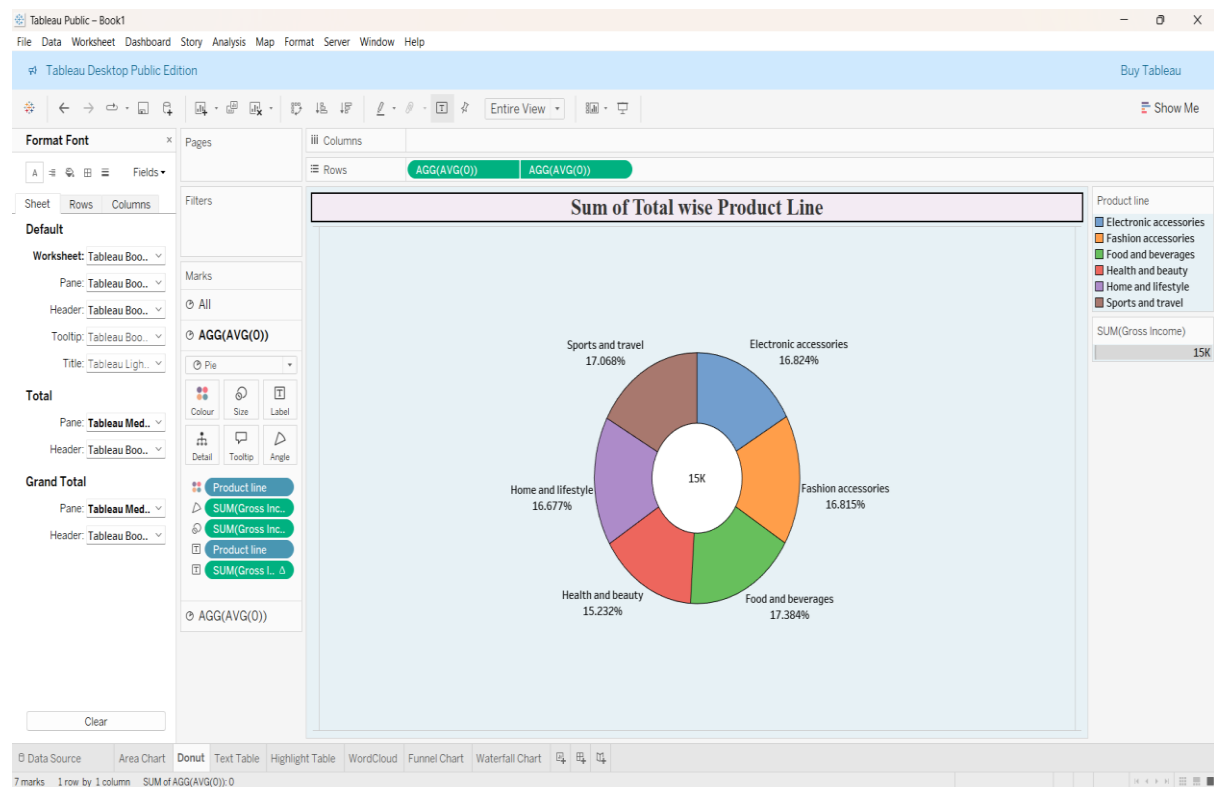 Tableau Public – Book1
File Data Worksheet Dashboard Story Analysis Map Format Server Window Help
Tableau Desktop Public Edition
Buy Tableau
Entire View
Show Me
Format Font
A
Fields
Sheet Rows Columns
Default
Worksheet: Tableau Boo..
Pane: Tableau Boo..
Header: Tableau Boo..
Tooltip: Tableau Boo..
Title: Tableau Ligh..
Total
Pane: Tableau Med..
Header: Tableau Boo..
Grand Total
Pane: Tableau Med..
Header: Tableau Boo..
Clear
Pages
Filters
Marks
All
AGG(AVG(0))
Pie
Colour Size Label
Detail Tooltip Angle
Product line
SUM(Gross Inc..
SUM(Gross Inc..
Product line
SUM(Gross I.. Δ
AGG(AVG(0))
Columns
Rows AGG(AVG(0)) AGG(AVG(0))
Sum of Total wise Product Line
Sports and travel
17.068%
Electronic accessories
16.824%
Home and lifestyle
16.677%
15K
Fashion accessories
16.815%
Health and beauty
15.232%
Food and beverages
17.384%
Product line
Electronic accessories
Fashion accessories
Food and beverages
Health and beauty
Home and lifestyle
Sports and travel
SUM(Gross Income)
15K
Data Source Area Chart Donut Text Table Highlight Table WordCloud Funnel Chart Waterfall Chart
7 marks 1 row by 1 column SUM of AGG(AVG(0)): 0